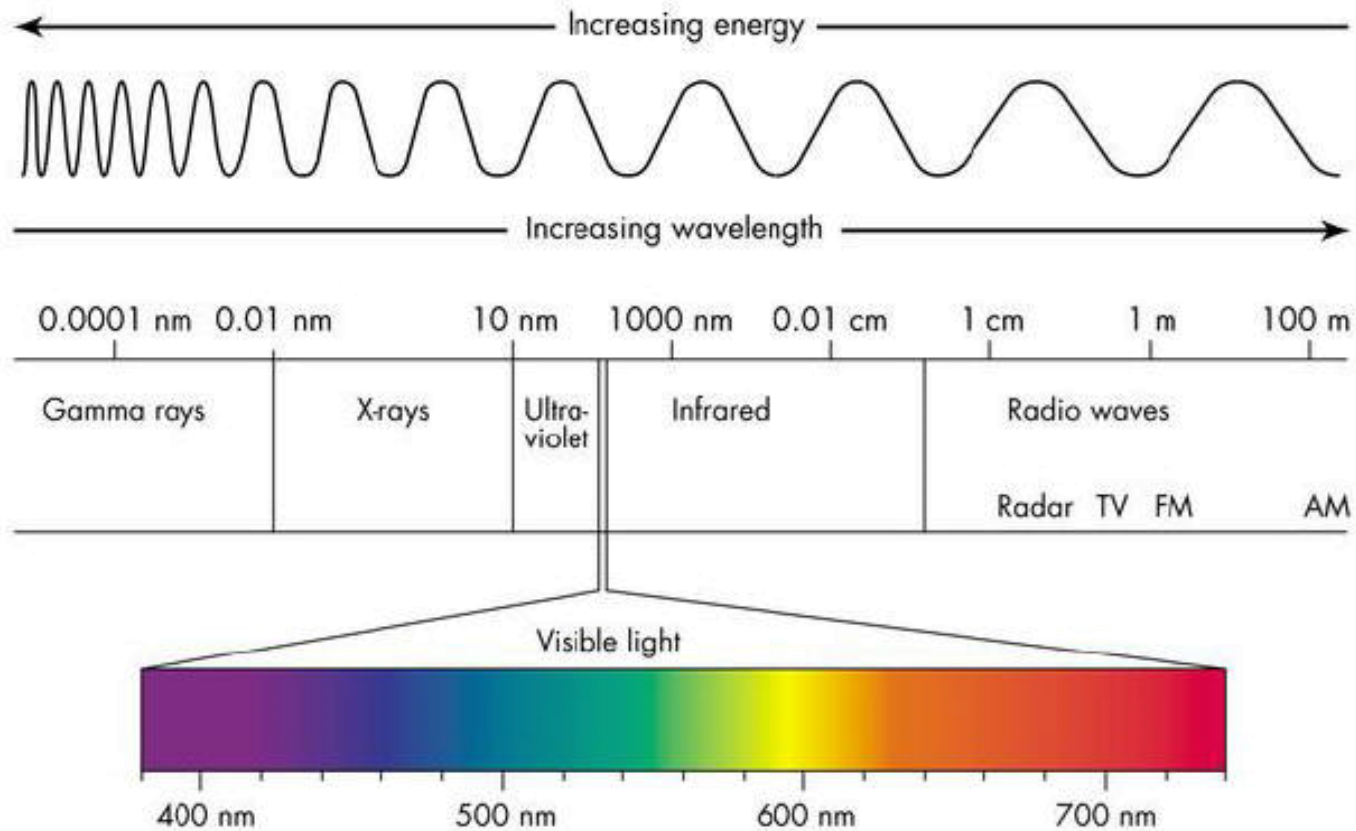 Increasing energy
Increasing wavelength
0.0001 nm 0.01 nm 10 nm 1000 nm 0.01 cm 1 cm 1 m 100 m
Gamma rays X-rays Ultra- Infrared Radio waves
violet
Radar TV FM AM
Visible light
400 nm 500 nm 600 nm 700 nm